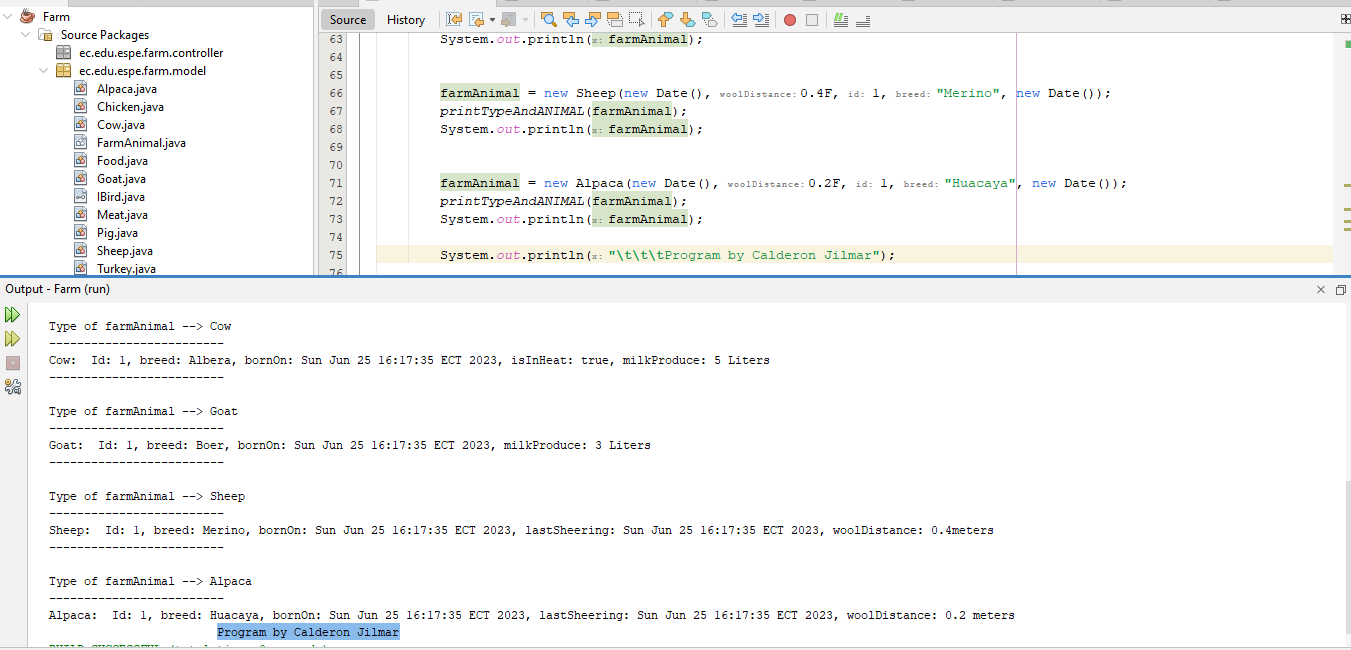 Farm
Source Packages
ec.edu.espe.farm.controller
ec.edu.espe.farm.model
Alpaca.java
Chicken.java
Cow.java
FarmAnimal.java
Food.java
Goat.java
IBird.java
Meat.java
Pig.java
Sheep.java
Turkey.java
Source History
63 System.out.println(x: farmAnimal);
64
65
66 farmAnimal = new Sheep(new Date(), woolDistance: 0.4F, id: 1, breed: "Merino", new Date());
67 printTypeAndANIMAL(farmAnimal);
68 System.out.println(x: farmAnimal);
69
70
71 farmAnimal = new Alpaca(new Date(), woolDistance: 0.2F, id: 1, breed: "Huacaya", new Date());
72 printTypeAndANIMAL(farmAnimal);
73 System.out.println(x: farmAnimal);
74
75 System.out.println(x: "\t\t\tProgram by Calderon Jilmar");
76
Output - Farm (run)
Type of farmAnimal --> Cow
-------------------------
Cow:  Id: 1, breed: Albera, bornOn: Sun Jun 25 16:17:35 ECT 2023, isInHeat: true, milkProduce: 5 Liters
-------------------------
Type of farmAnimal --> Goat
-------------------------
Goat:  Id: 1, breed: Boer, bornOn: Sun Jun 25 16:17:35 ECT 2023, milkProduce: 3 Liters
-------------------------
Type of farmAnimal --> Sheep
-------------------------
Sheep:  Id: 1, breed: Merino, bornOn: Sun Jun 25 16:17:35 ECT 2023, lastSheering: Sun Jun 25 16:17:35 ECT 2023, woolDistance: 0.4meters
-------------------------
Type of farmAnimal --> Alpaca
-------------------------
Alpaca:  Id: 1, breed: Huacaya, bornOn: Sun Jun 25 16:17:35 ECT 2023, lastSheering: Sun Jun 25 16:17:35 ECT 2023, woolDistance: 0.2 meters
Program by Calderon Jilmar